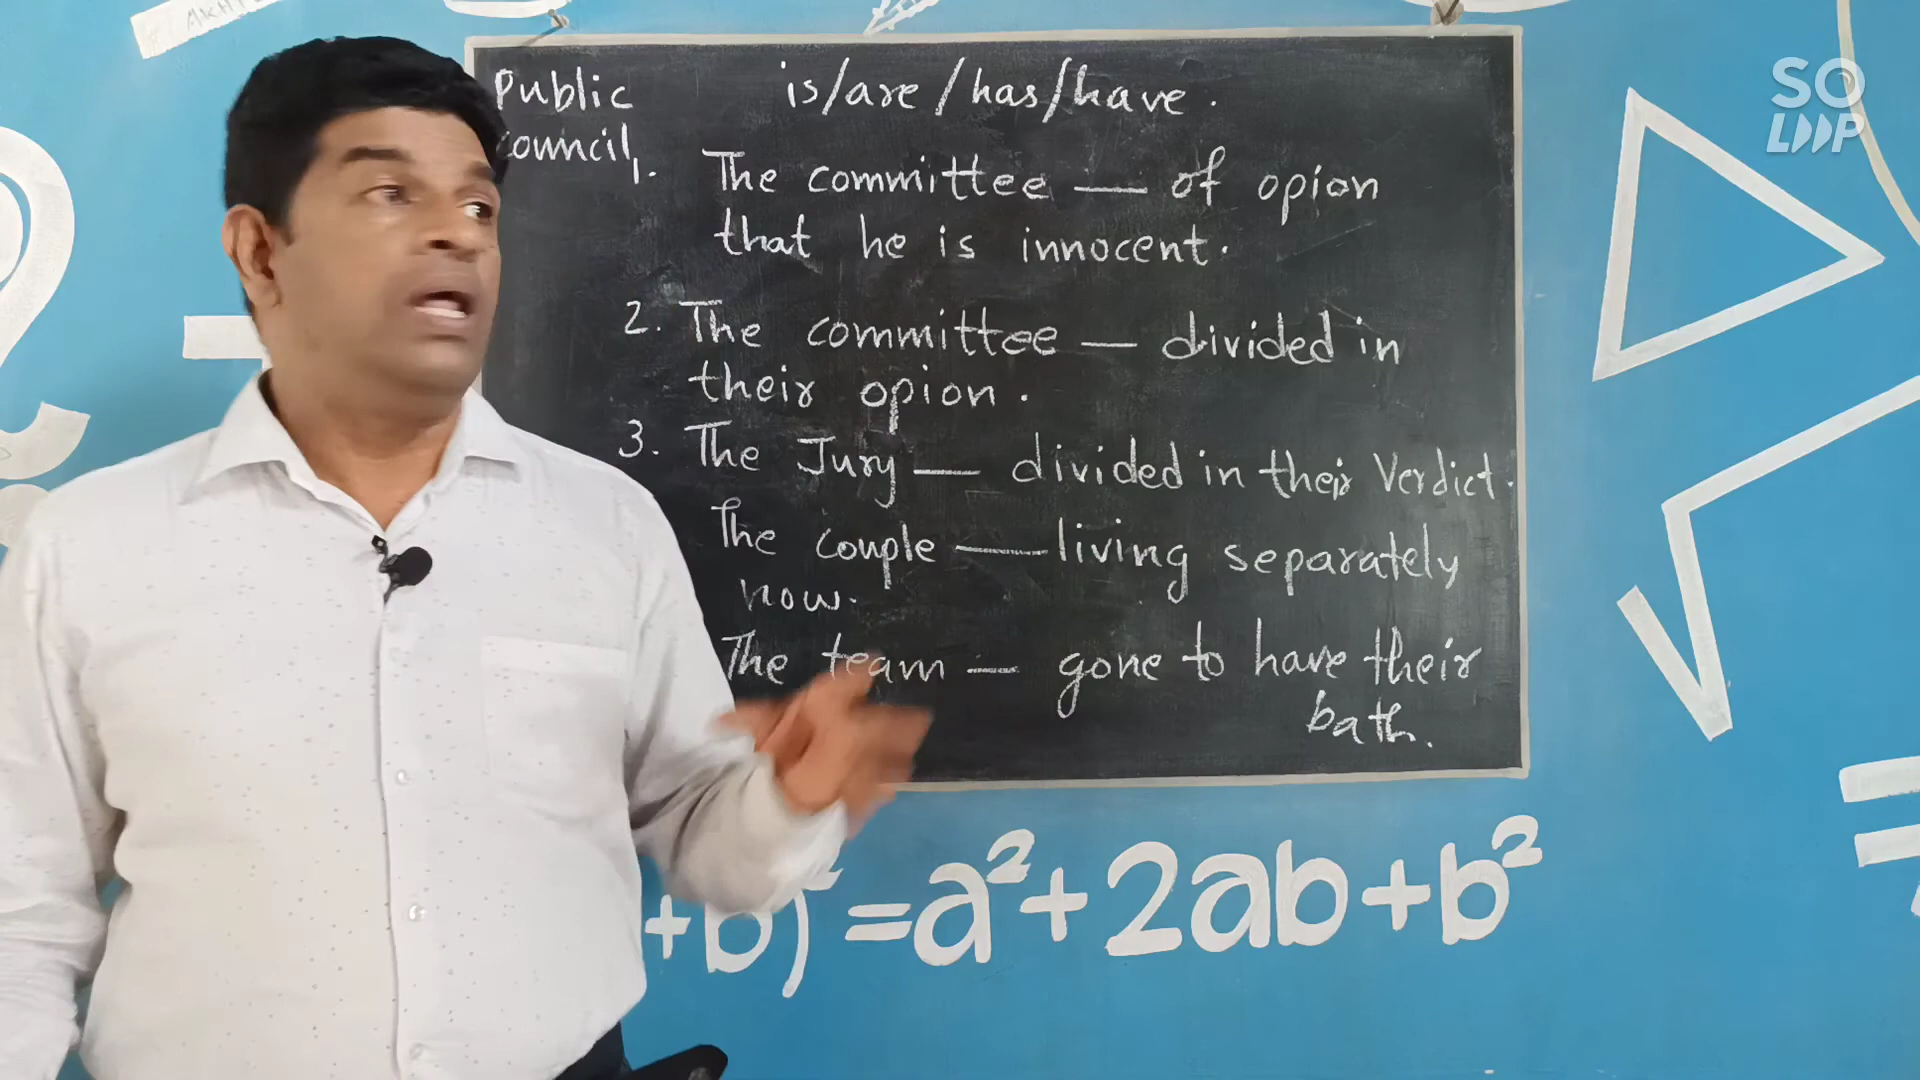 SO
LOOP
public is/are/has/have.
council,
1. The committee — of opion
that he is innocent.
2. The committee — divided in
their opion.
3. The Jury — divided in their Verdict.
The couple — living separately
now.
The team — gone to have their
bath.
+b)² =a²+2ab+b²